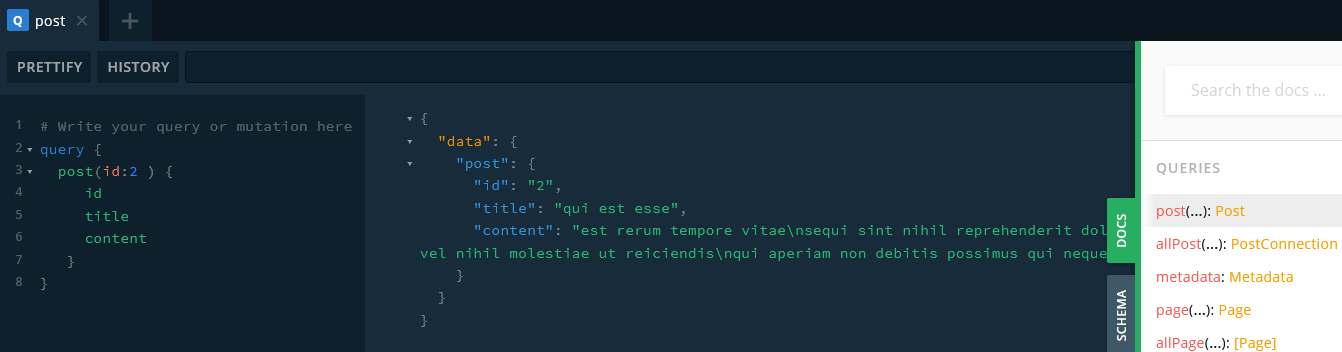 Q post
PRETTIFY HISTORY
1 # Write your query or mutation here
2 query {
3 post(id:2 ) {
4 id
5 title
6 content
7 }
8 }
{
"data": {
"post": {
"id": "2",
"title": "qui est esse",
"content": "est rerum tempore vitae\nsequi sint nihil reprehenderit dol
vel nihil molestiae ut reiciendis\nqui aperiam non debitis possimus qui neque
}
}
}
DOCS
SCHEMA
Search the docs ...
QUERIES
post(...): Post
allPost(...): PostConnection
metadata: Metadata
page(...): Page
allPage(...): [Page]